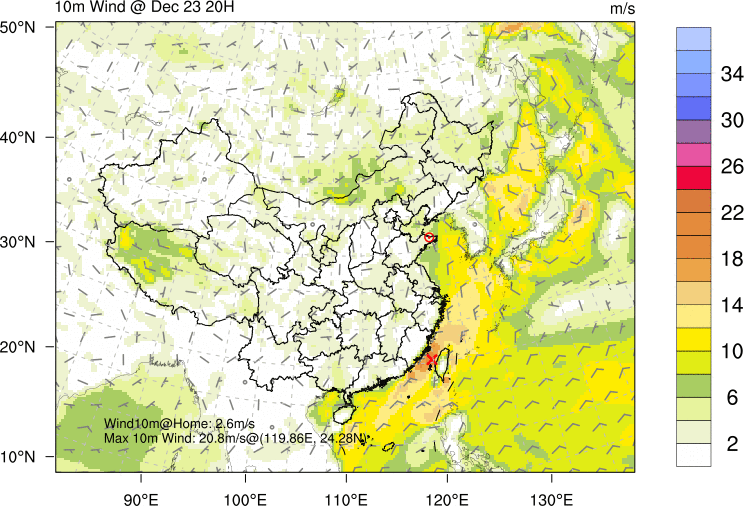 10m Wind @ Dec 23 20H
m/s
50°N
40°N
30°N
20°N
10°N
Wind10m@Home: 2.6m/s
Max 10m Wind: 20.8m/s@(119.86E, 24.28N)
90°E
100°E
110°E
120°E
130°E
34
30
26
22
18
14
10
6
2